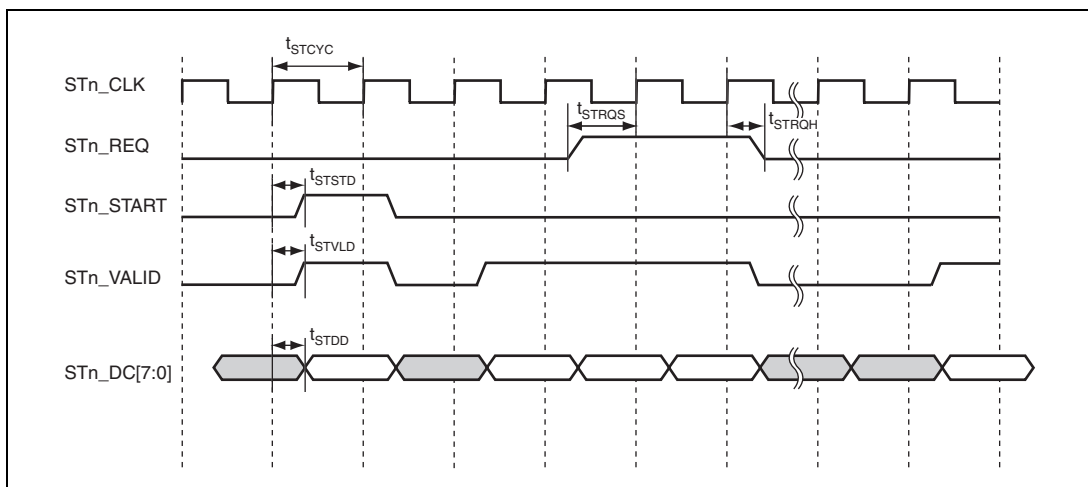 tSTCYC
STn_CLK
tSTRQS
tSTRQH
STn_REQ
tSTSTD
STn_START
tSTVLD
STn_VALID
tSTDD
STn_DC[7:0]